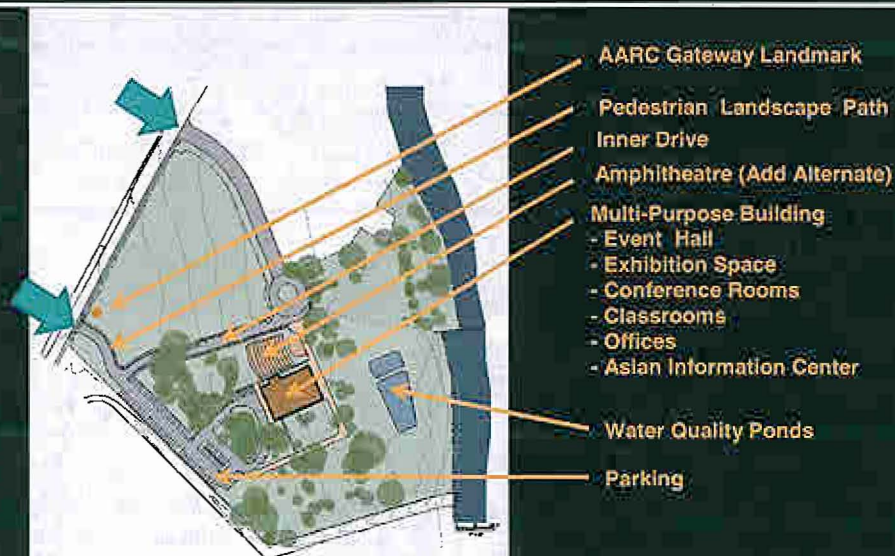 AARC Gateway Landmark
Pedestrian Landscape Path
Inner Drive
Amphitheatre (Add Alternate)
Multi-Purpose Building
- Event Hall
- Exhibition Space
- Conference Rooms
- Classrooms
- Offices
- Asian Information Center
Water Quality Ponds
Parking